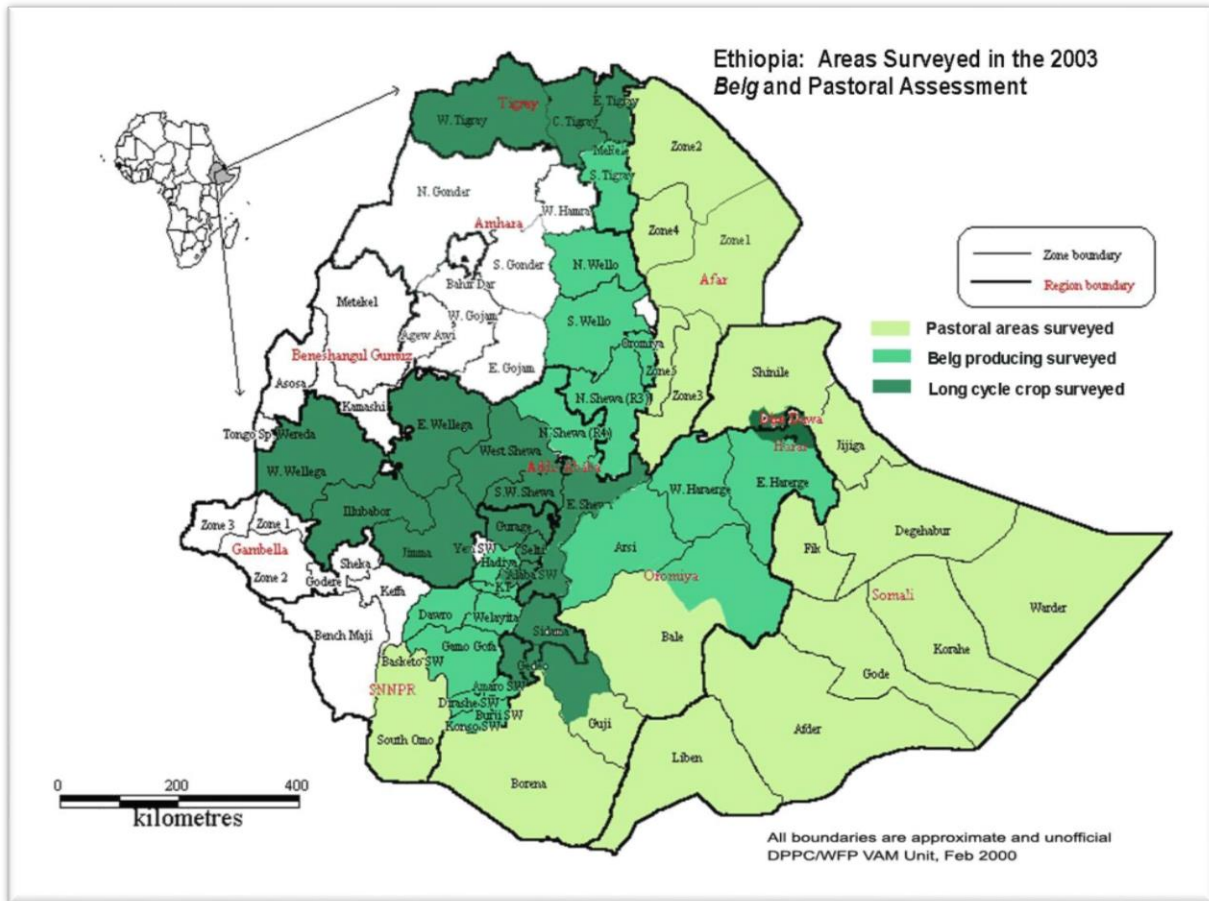 Ethiopia: Areas Surveyed in the 2003
Belg and Pastoral Assessment
Tigray
W. Tigray
C. Tigray
E. Tigray
Mekele
S. Tigray
Zone2
N. Gonder
W. Hamra
Amhara
Zone4
Zone1
Afar
S. Gonder
N. Wello
Bahir Dar
Metekel
W. Gojam
Agew Awi
S. Wello
Oromiya
E. Gojam
Beneshangul Gumuz
Asosa
Kamashi
Zone5
Zone3
N. Shewa (R3)
N. Shewa (R4)
Shinile
Tongo Sp
Wereda
E. Wellega
West Shewa
Dire Dawa
Harar
Jijiga
W. Wellega
S.W. Shewa
E. Shewa
W. Haraerge
E. Harerge
Illubabor
Gurage
Zone 3
Zone 1
Gambella
Zone 2
Jimma
Arsi
Fik
Degehabur
Hadiya
Alaba SW
KT
Sheka
Godere
Keffa
Oromiya
Somali
Warder
Bench Maji
Dawro
Welayita
Sidama
Bale
Korahe
Gamo Gofa
Basketo SW
Gedeo
Gode
SNNPR
Amaro SW
Dirashe SW
Burji SW
Konso SW
Guji
Afder
South Omo
Liben
Borena
Zone boundary
Region boundary
Pastoral areas surveyed
Belg producing surveyed
Long cycle crop surveyed
0 200 400
kilometres
All boundaries are approximate and unofficial
DPPC/WFP VAM Unit, Feb 2000